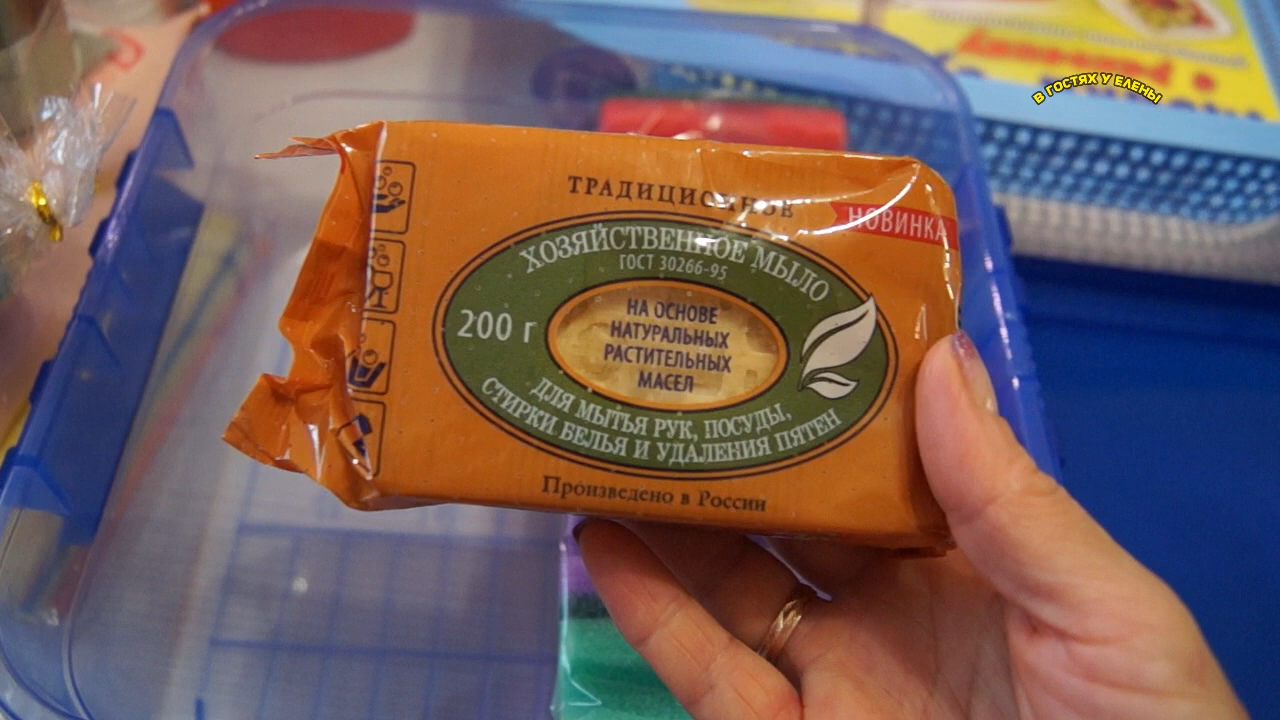 В ГОСТЯХ У ЕЛЕНЫ
ТРАДИЦИОННОЕ
НОВИНКА
ХОЗЯЙСТВЕННОЕ МЫЛО
ГОСТ 30266-95
200 г
НА ОСНОВЕ
НАТУРАЛЬНЫХ
РАСТИТЕЛЬНЫХ
МАСЕЛ
ДЛЯ МЫТЬЯ РУК, ПОСУДЫ,
СТИРКИ БЕЛЬЯ И УДАЛЕНИЯ ПЯТЕН
Произведено в России